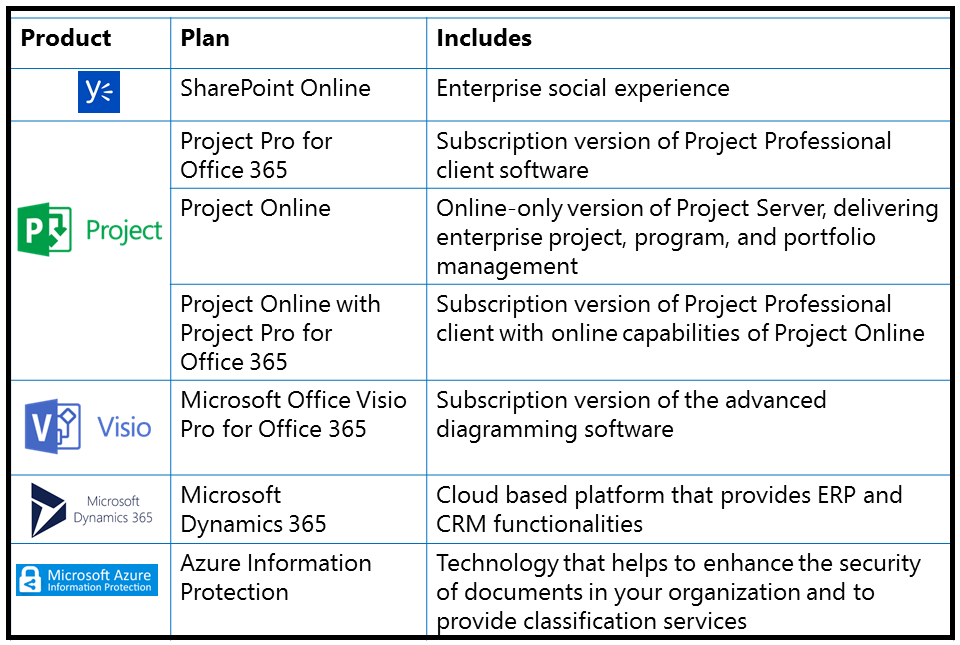 Product Plan Includes
SharePoint Online Enterprise social experience
Project Pro for
Office 365
Subscription version of Project Professional
client software
Project
Project Online
Online-only version of Project Server, delivering
enterprise project, program, and portfolio
management
Project Online with
Project Pro for
Office 365
Subscription version of Project Professional
client with online capabilities of Project Online
Visio
Microsoft Office Visio
Pro for Office 365
Subscription version of the advanced
diagramming software
Microsoft
Dynamics 365
Microsoft
Dynamics 365
Cloud based platform that provides ERP and
CRM functionalities
Microsoft Azure
Information Protection
Azure Information
Protection
Technology that helps to enhance the security
of documents in your organization and to
provide classification services